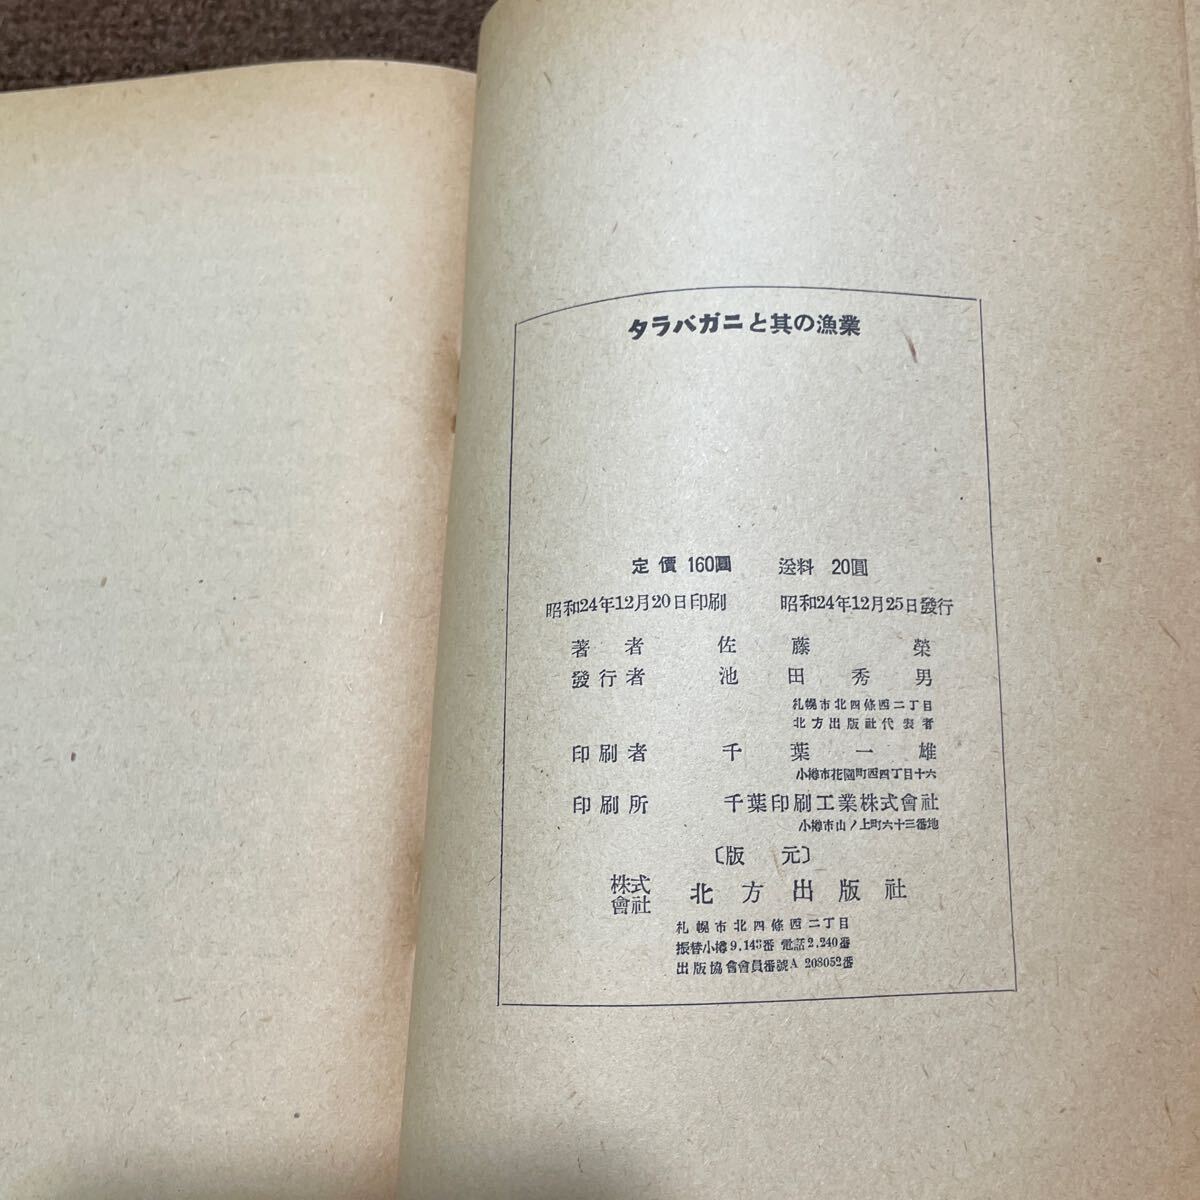 タラバガニと其の漁業
定價 160圓 送料 20圓
昭和24年12月20日印刷 昭和24年12月25日發行
著者 佐藤榮
發行者 池田秀男
札幌市北四條西二丁目
北方出版社代表者
印刷者 千葉一雄
小樽市花園町西四丁目十六
印刷所 千葉印刷工業株式會社
小樽市山ノ上町六十三番地
〔版元〕
株式會社 北方出版社
札幌市北四條西二丁目
振替小樽9,143番 電話2,240番
出版協會會員番號A 208052番